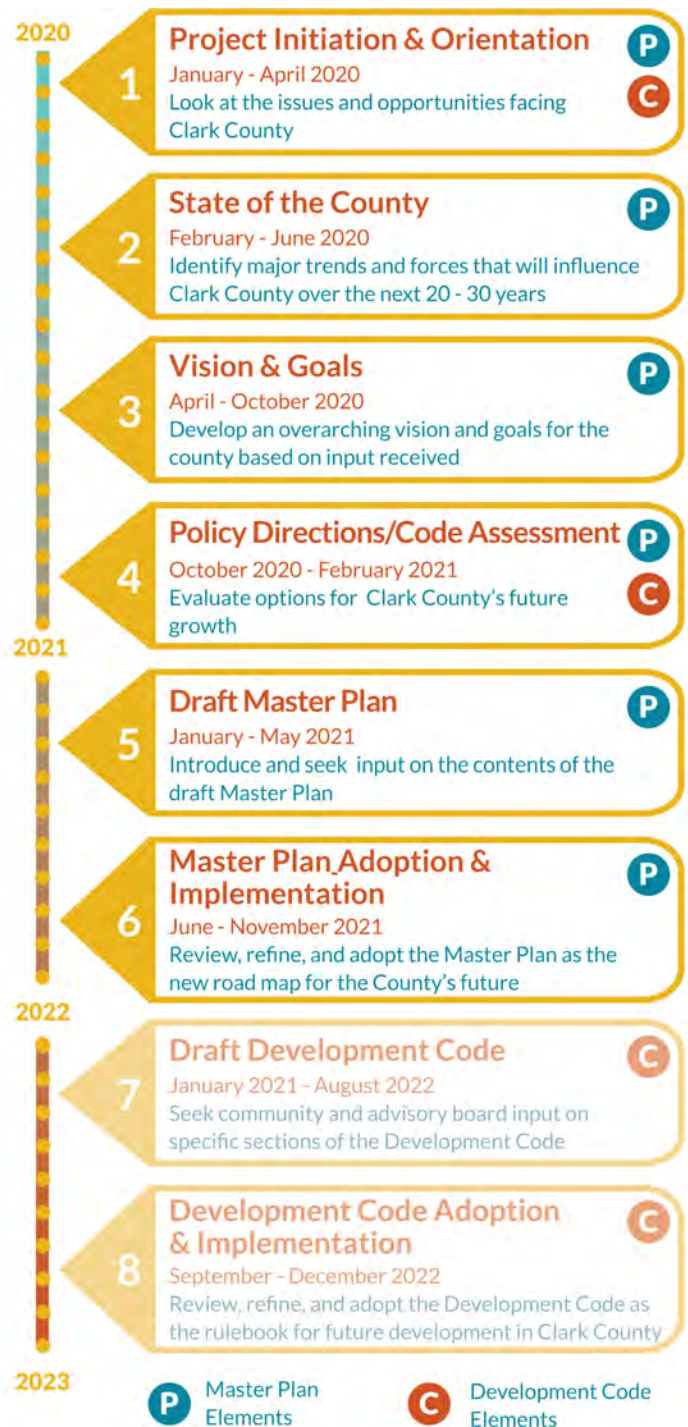 2020
1
Project Initiation & Orientation
P
January - April 2020
C
Look at the issues and opportunities facing
Clark County
2
State of the County
P
February - June 2020
Identify major trends and forces that will influence
Clark County over the next 20 - 30 years
3
Vision & Goals
P
April - October 2020
Develop an overarching vision and goals for the
county based on input received
4
Policy Directions/Code Assessment
P
October 2020 - February 2021
C
Evaluate options for Clark County's future
growth
2021
5
Draft Master Plan
P
January - May 2021
Introduce and seek input on the contents of the
draft Master Plan
6
Master Plan Adoption &
Implementation
P
June - November 2021
Review, refine, and adopt the Master Plan as the
new road map for the County's future
2022
7
Draft Development Code
C
January 2021 - August 2022
Seek community and advisory board input on
specific sections of the Development Code
8
Development Code Adoption
& Implementation
C
September - December 2022
Review, refine, and adopt the Development Code as
the rulebook for future development in Clark County
2023
P
Master Plan
Elements
C
Development Code
Elements